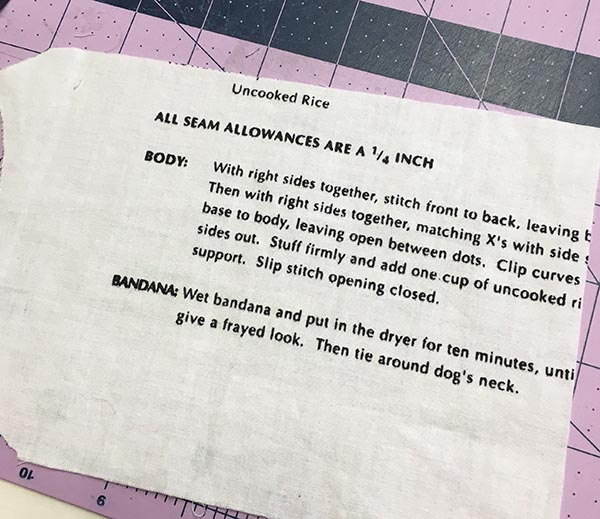 Uncooked Rice
ALL SEAM ALLOWANCES ARE A 1/4 INCH
BODY: With right sides together, stitch front to back, leaving
Then with right sides together, matching X's with side
base to body, leaving open between dots. Clip curves
sides out. Stuff firmly and add one cup of uncooked ri
support. Slip stitch opening closed.
BANDANA: Wet bandana and put in the dryer for ten minutes, unti
give a frayed look. Then tie around dog's neck.
10
9